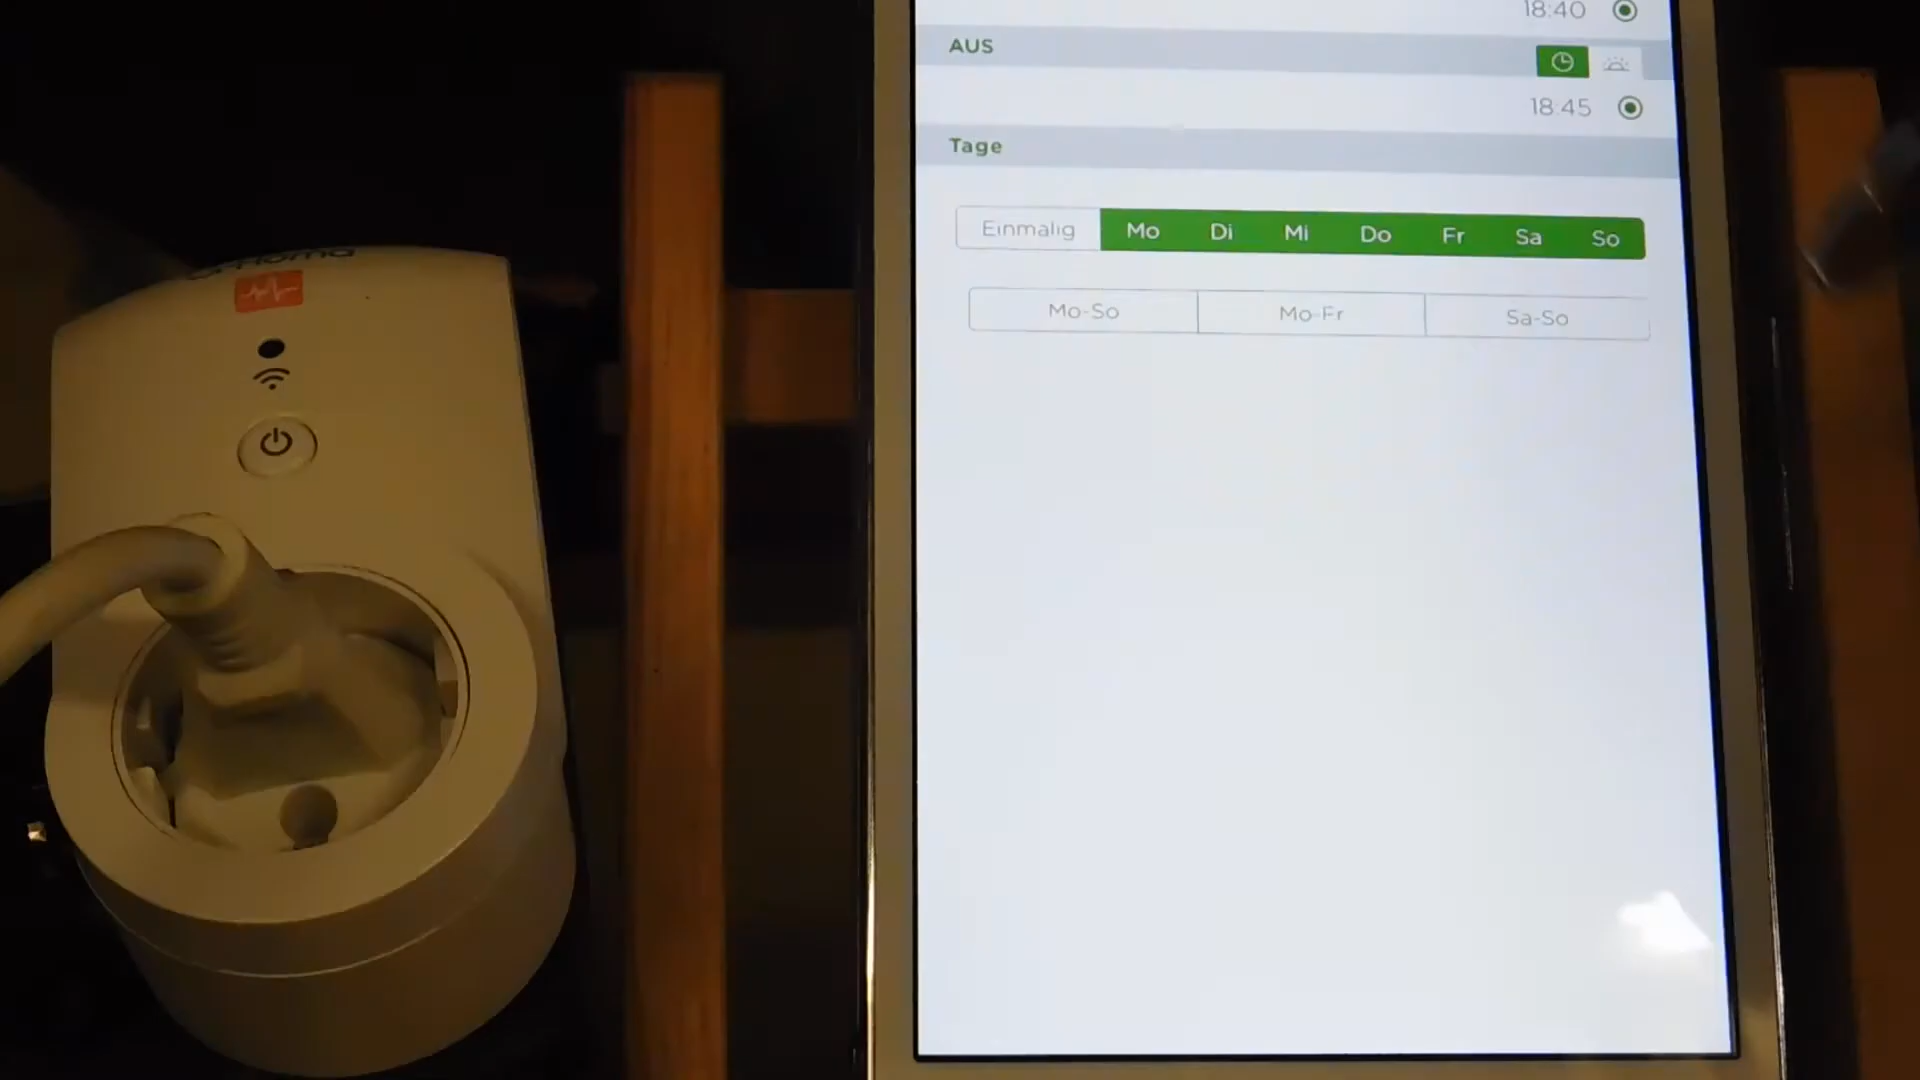 18:40
AUS
18:45
Tage
Einmalig Mo Di Mi Do Fr Sa So
Mo-So Mo-Fr Sa-So